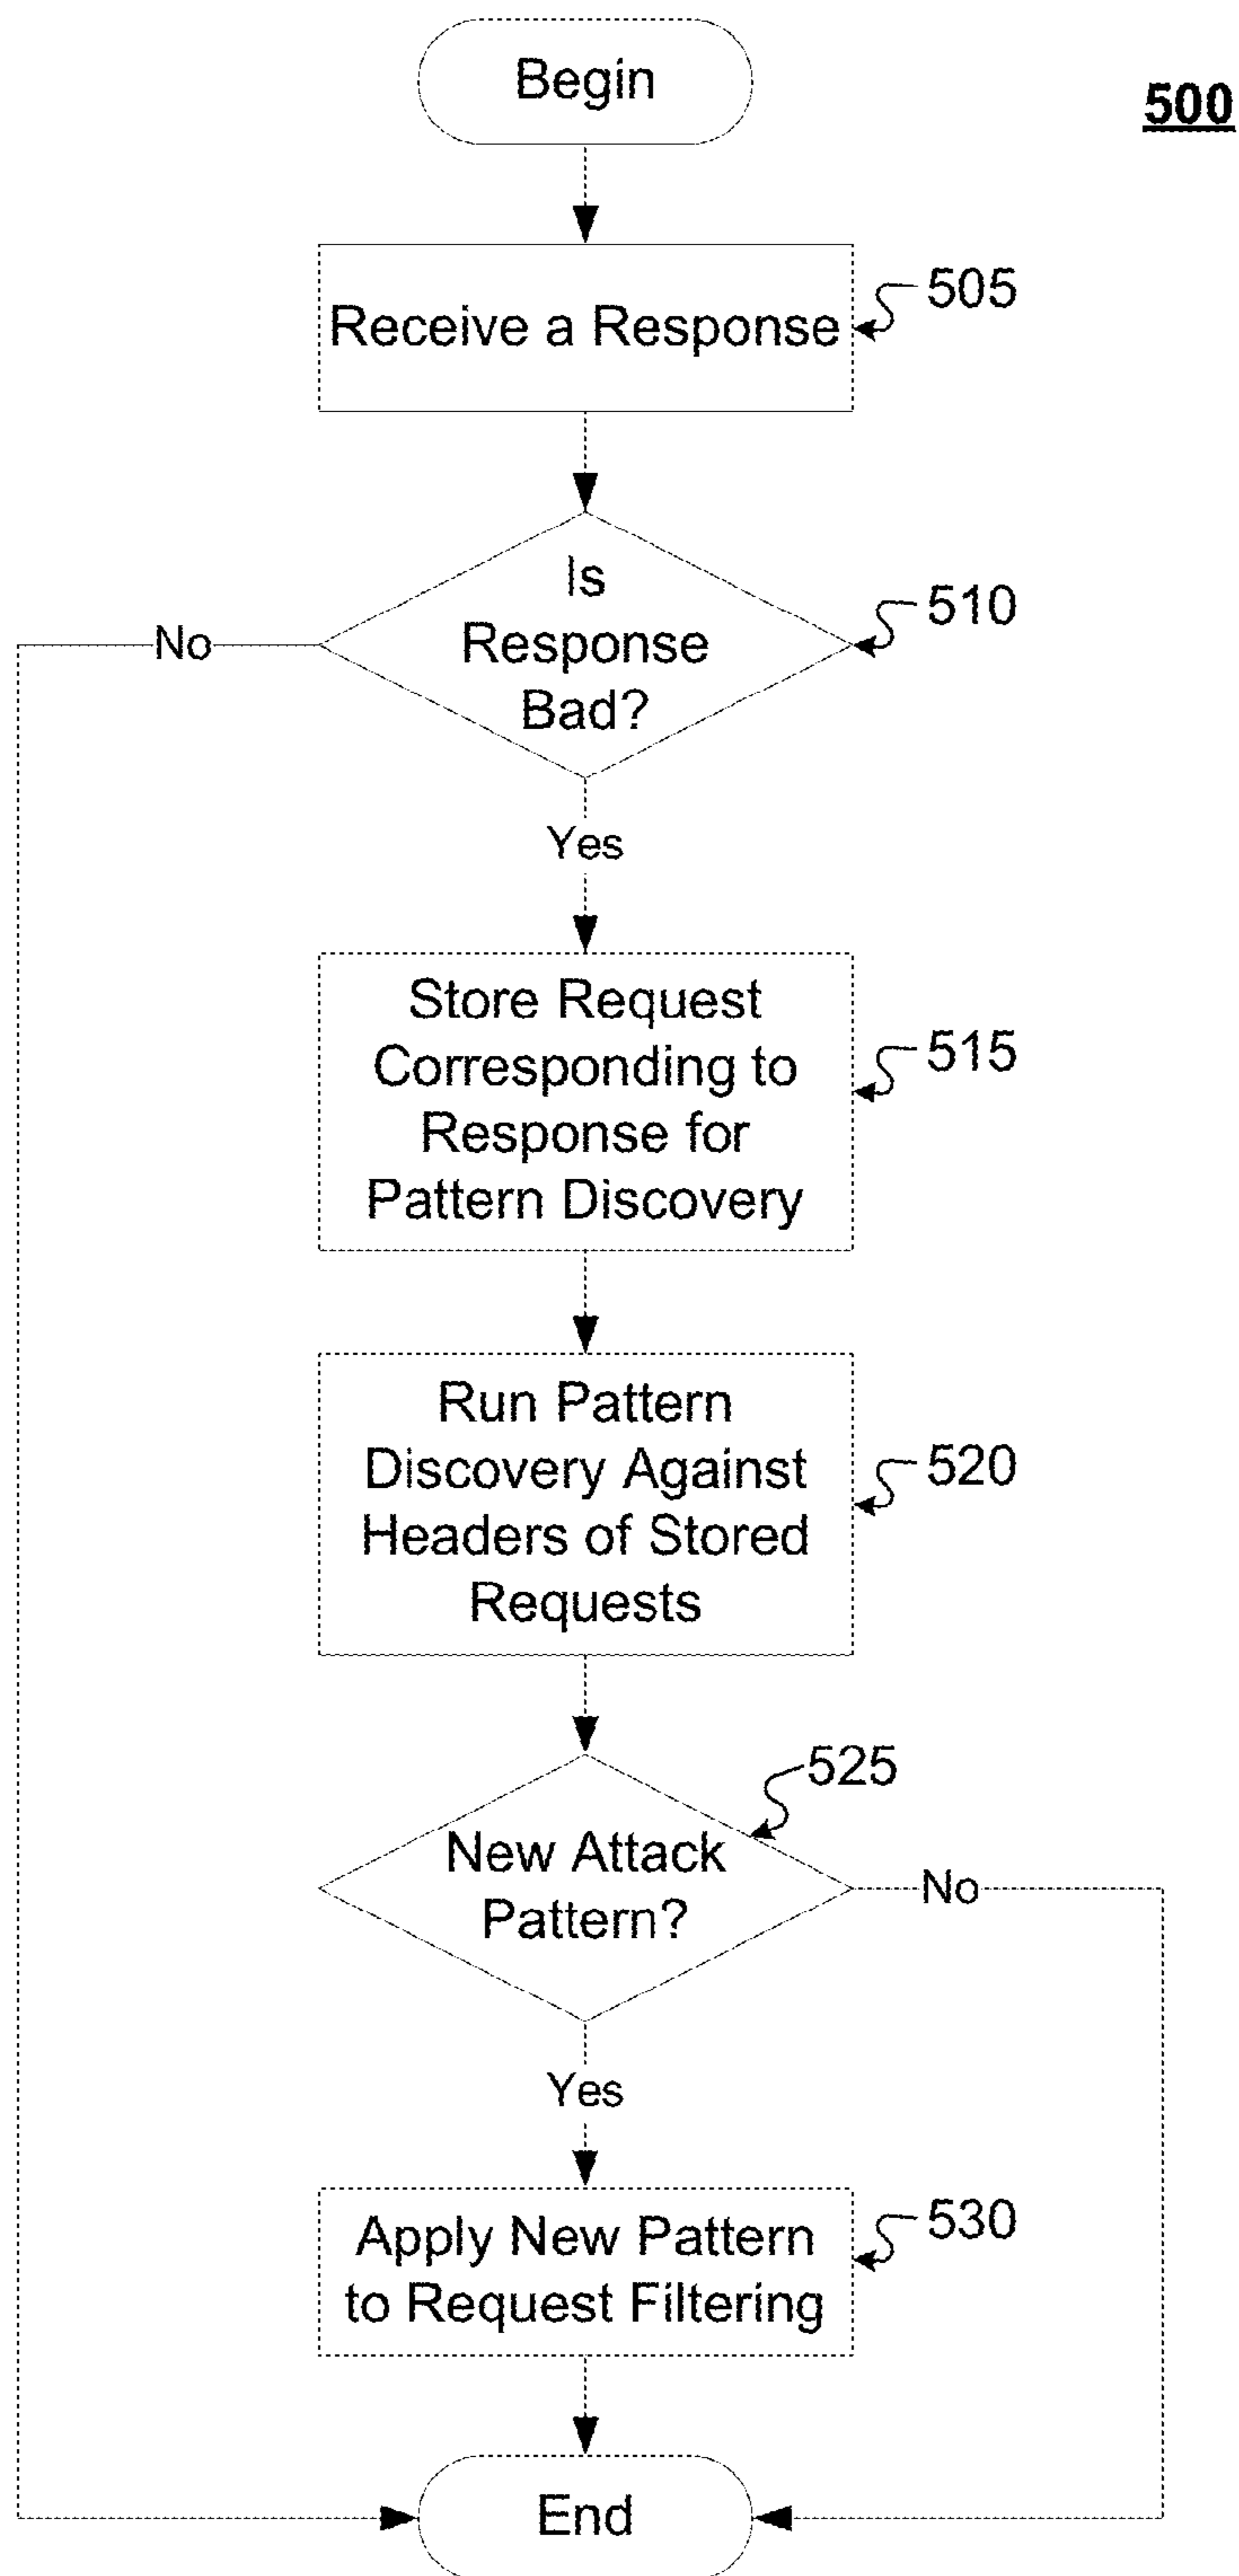 Begin
500
Receive a Response
505
Is
Response
Bad?
510
No
Yes
Store Request
Corresponding to
Response for
Pattern Discovery
515
Run Pattern
Discovery Against
Headers of Stored
Requests
520
525
New Attack
Pattern?
No
Yes
Apply New Pattern
to Request Filtering
530
End